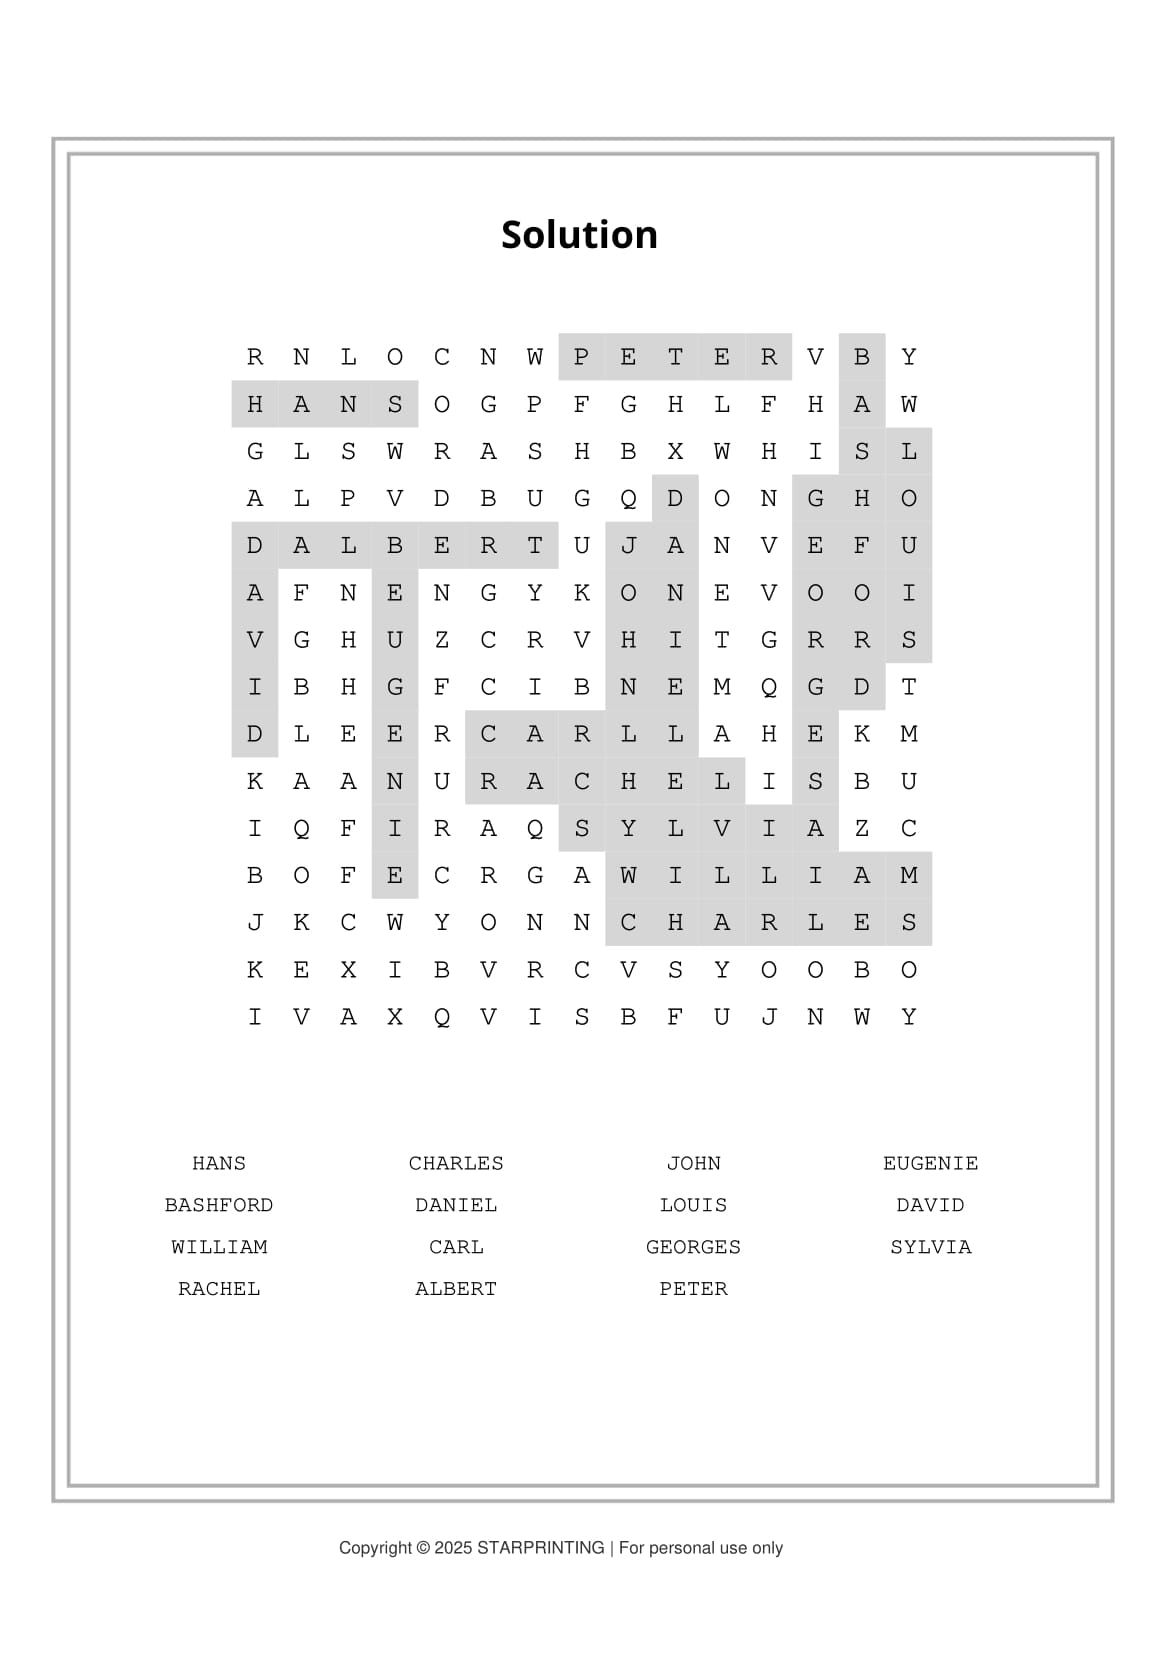 Solution
R N L O C N W P E T E R V B Y
H A N S O G P F G H L F H A W
G L S W R A S H B X W H I S L
A L P V D B U G Q D O N G H O
D A L B E R T U J A N V E F U
A F N E N G Y K O N E V O O I
V G H U Z C R V H I T G R R S
I B H G F C I B N E M Q G D T
D L E E R C A R L L A H E K M
K A A N U R A C H E L I S B U
I Q F I R A Q S Y L V I A Z C
B O F E C R G A W I L L I A M
J K C W Y O N N C H A R L E S
K E X I B V R C V S Y O O B O
I V A X Q V I S B F U J N W Y
HANS CHARLES JOHN EUGENIE
BASHFORD DANIEL LOUIS DAVID
WILLIAM CARL GEORGES SYLVIA
RACHEL ALBERT PETER
Copyright © 2025 STARPRINTING | For personal use only